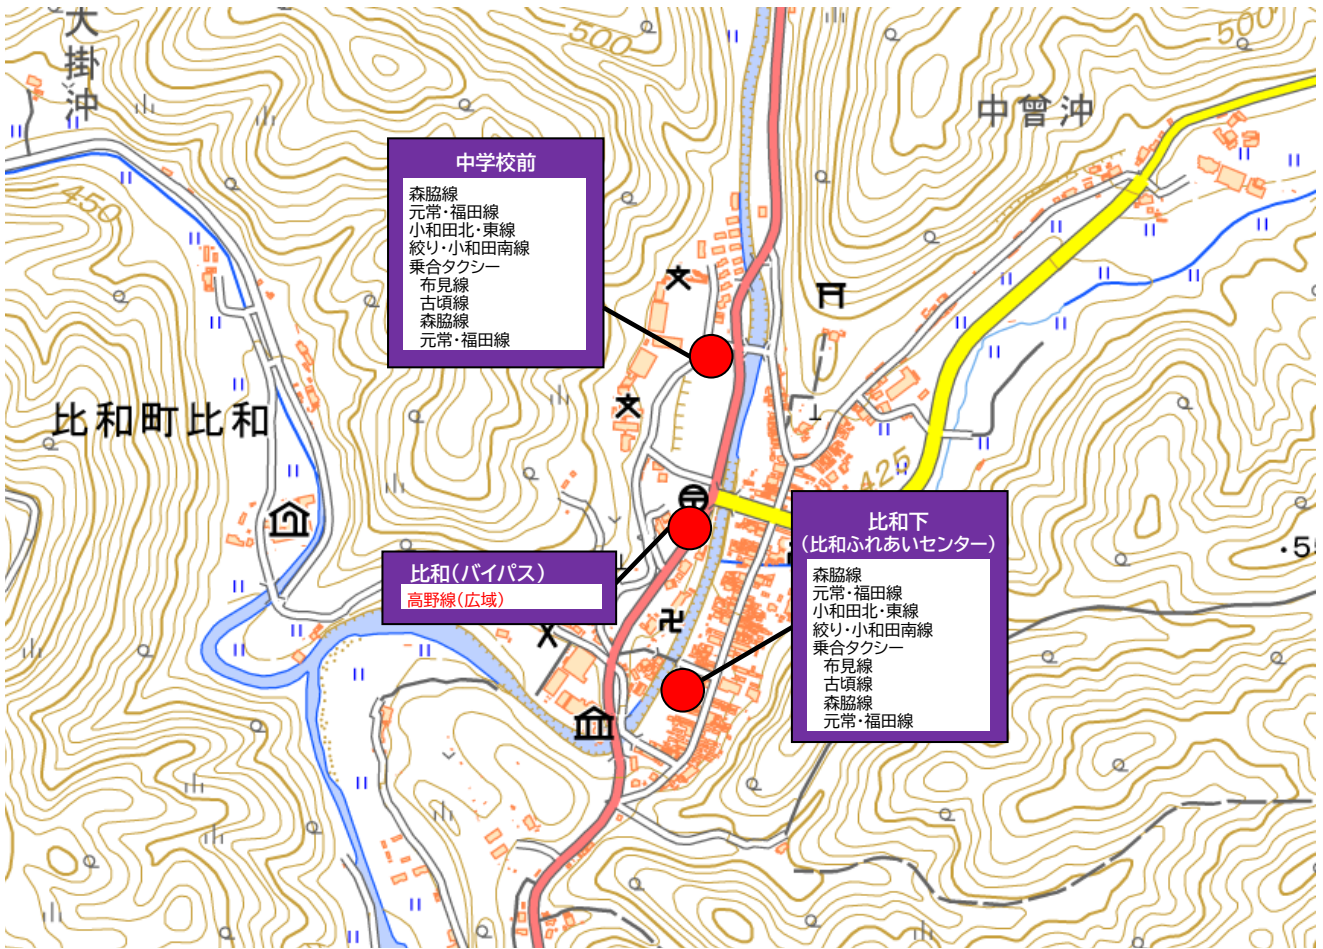 大掛沖
500
500
中曽沖
中学校前
森脇線
元常・福田線
小和田北・東線
絞り・小和田南線
乗合タクシー
布見線
古頃線
森脇線
元常・福田線
450
比和町比和
425
比和(バイパス)
高野線(広域)
比和下
(比和ふれあいセンター)
森脇線
元常・福田線
小和田北・東線
絞り・小和田南線
乗合タクシー
布見線
古頃線
森脇線
元常・福田線